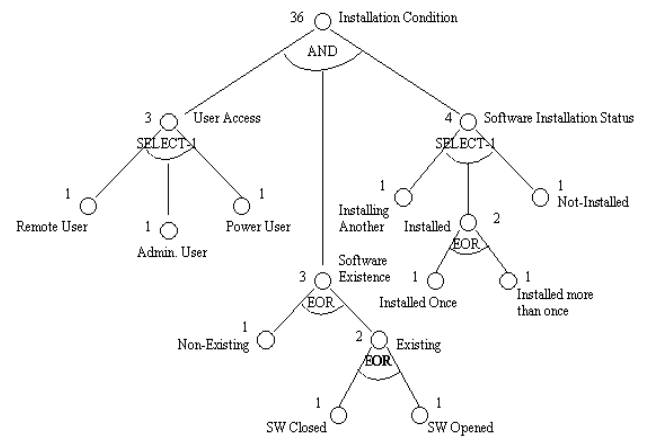 36 Installation Condition
AND
3 User Access
SELECT-1
4 Software Installation Status
SELECT-1
1
Remote User
1
Admin. User
1
Power User
1
Installing
Another
Installed 2
EOR
1
Not-Installed
1
Installed Once
1
Installed more
than once
3 Software
Existence
EOR
1
Non-Existing
2 Existing
EOR
1
SW Closed
1
SW Opened